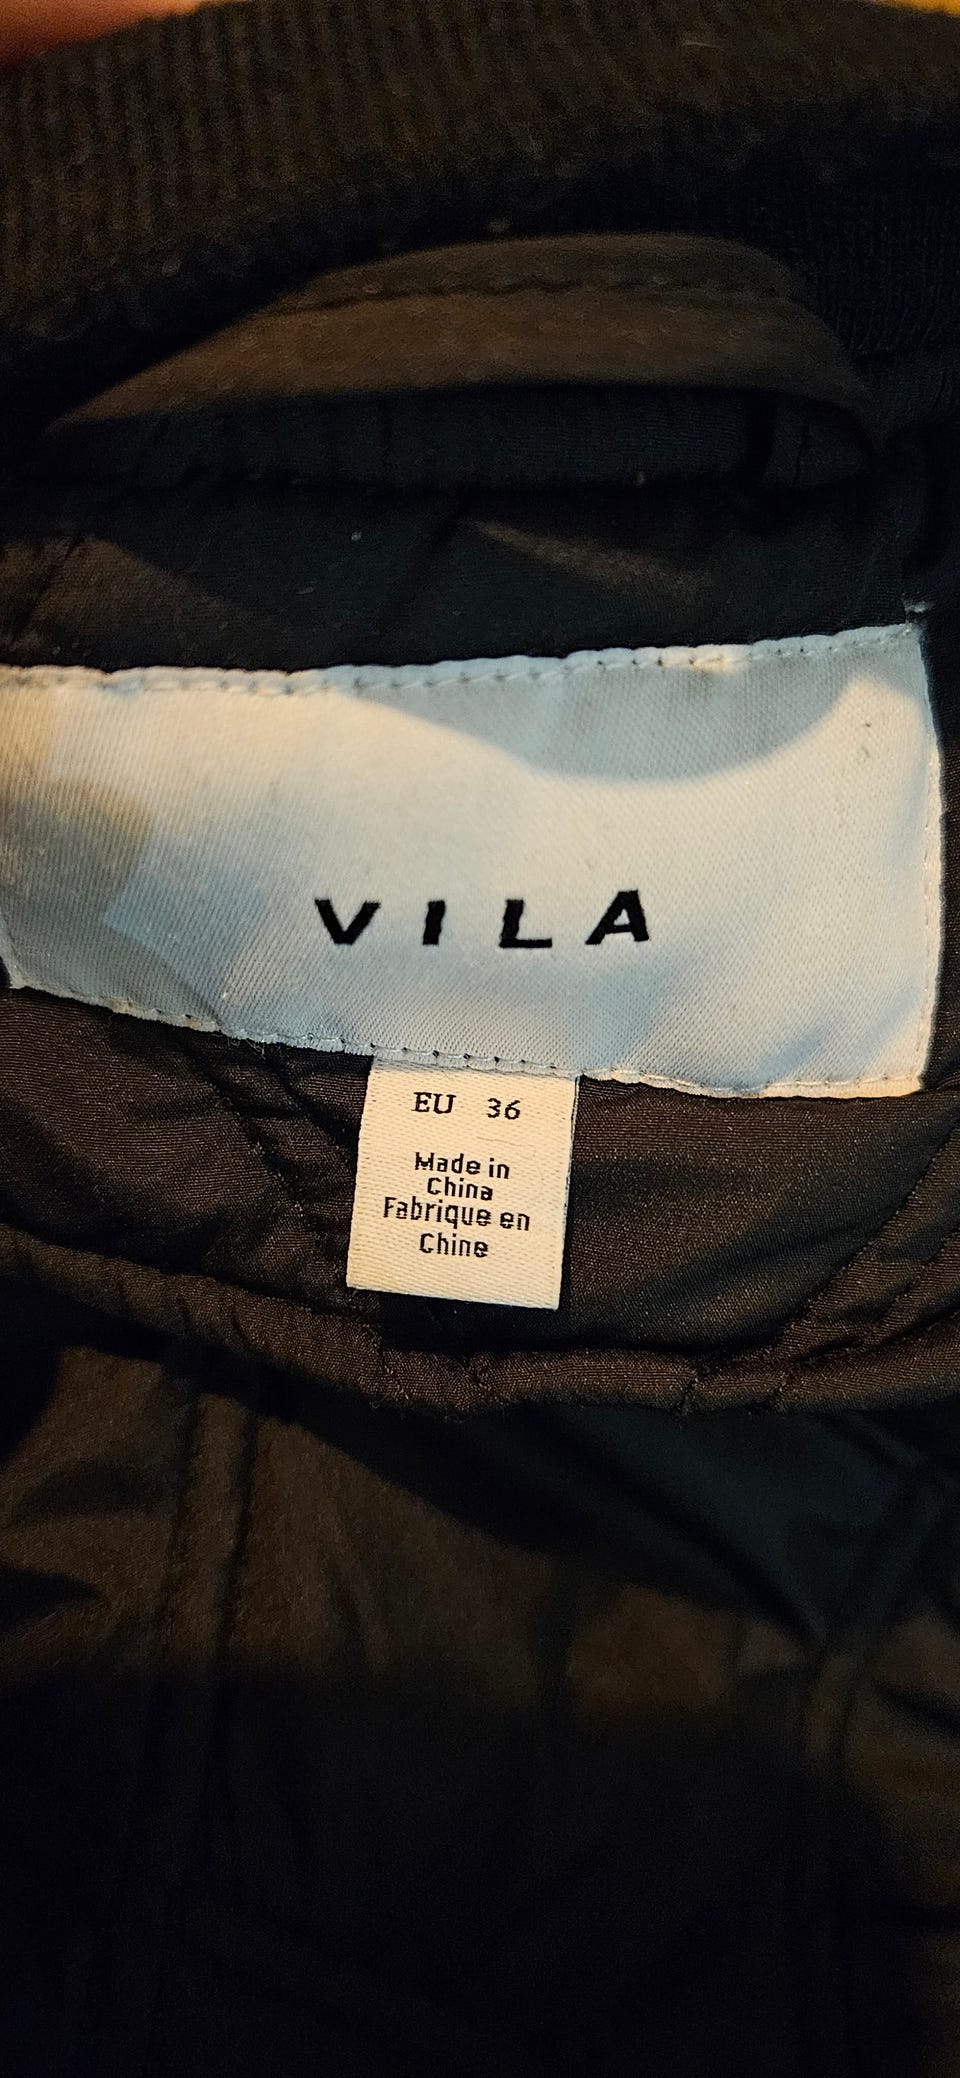 VILA
EU 36
Made in
China
Fabrique en
Chine